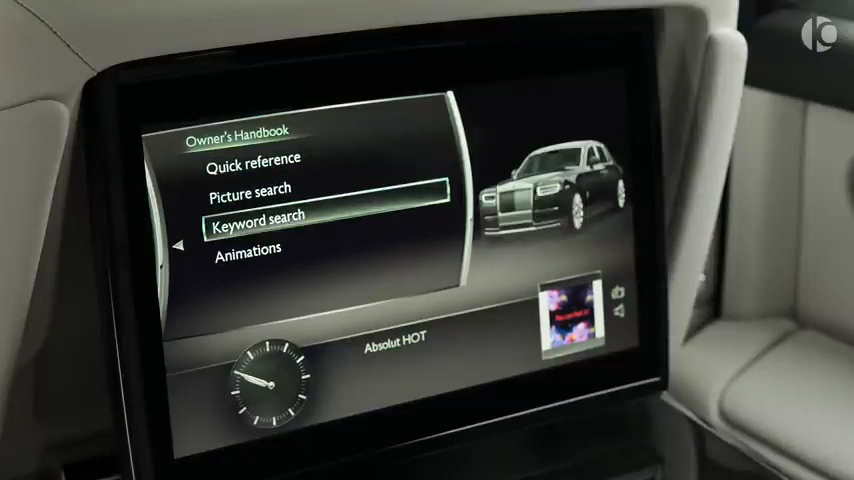 Owner's Handbook
Quick reference
Picture search
Keyword search
Animations
Absolut HOT